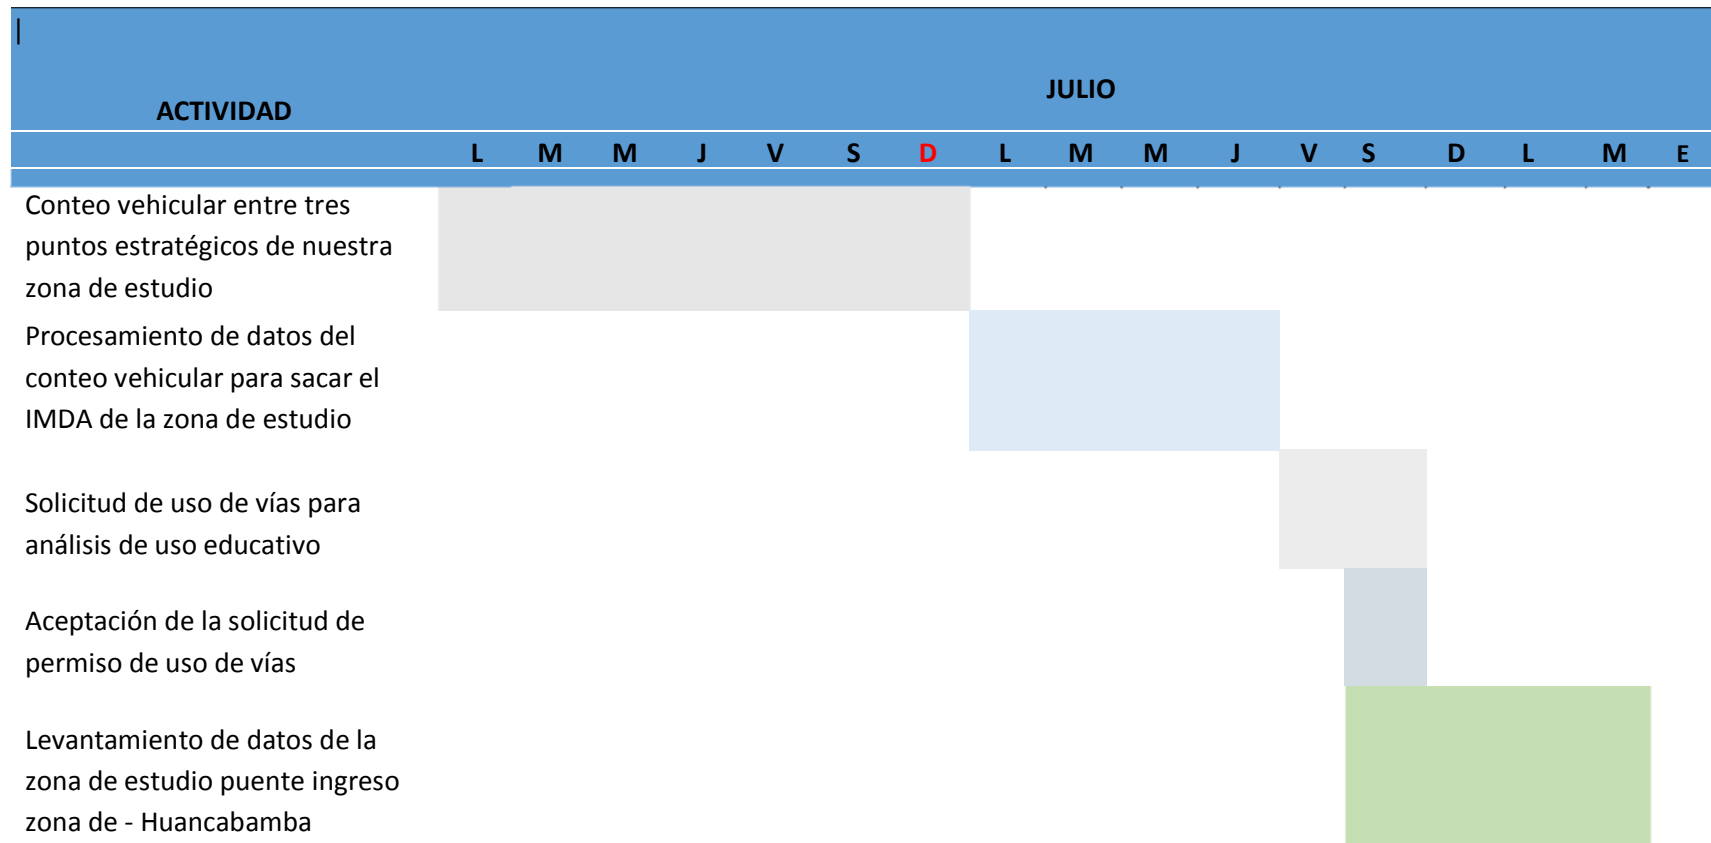 JULIO
ACTIVIDAD
L M M J V S D L M M J V S D L M E
Conteo vehicular entre tres
puntos estratégicos de nuestra
zona de estudio
Procesamiento de datos del
conteo vehicular para sacar el
IMDA de la zona de estudio
Solicitud de uso de vías para
análisis de uso educativo
Aceptación de la solicitud de
permiso de uso de vías
Levantamiento de datos de la
zona de estudio puente ingreso
zona de - Huancabamba